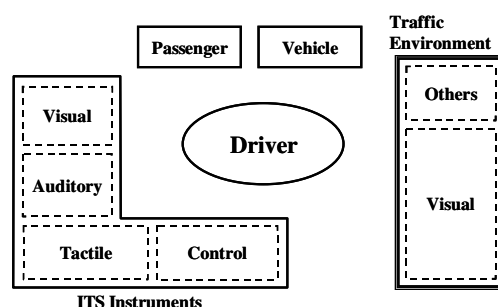 Traffic
Environment
Passenger
Vehicle
Others
Visual
Driver
Auditory
Visual
Tactile
Control
ITS Instruments